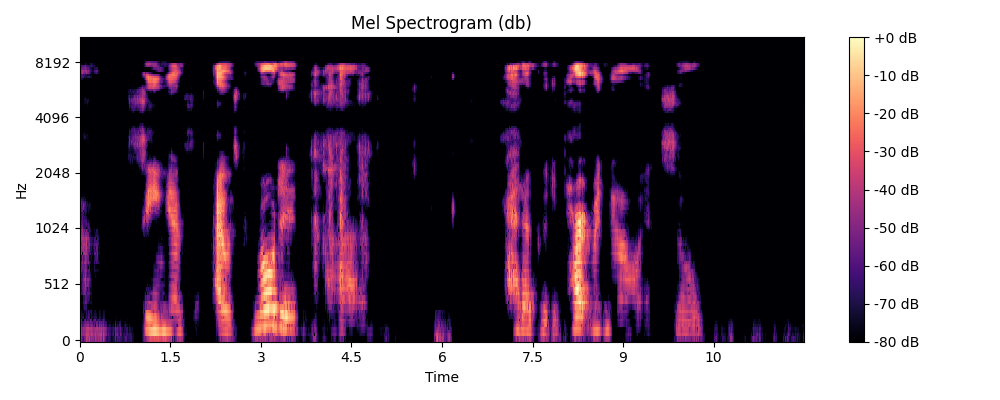 Mel Spectrogram (db)
Hz
8192
4096
2048
1024
512
0
0 1.5 3 4.5 6 7.5 9 10
Time
+0 dB
-10 dB
-20 dB
-30 dB
-40 dB
-50 dB
-60 dB
-70 dB
-80 dB